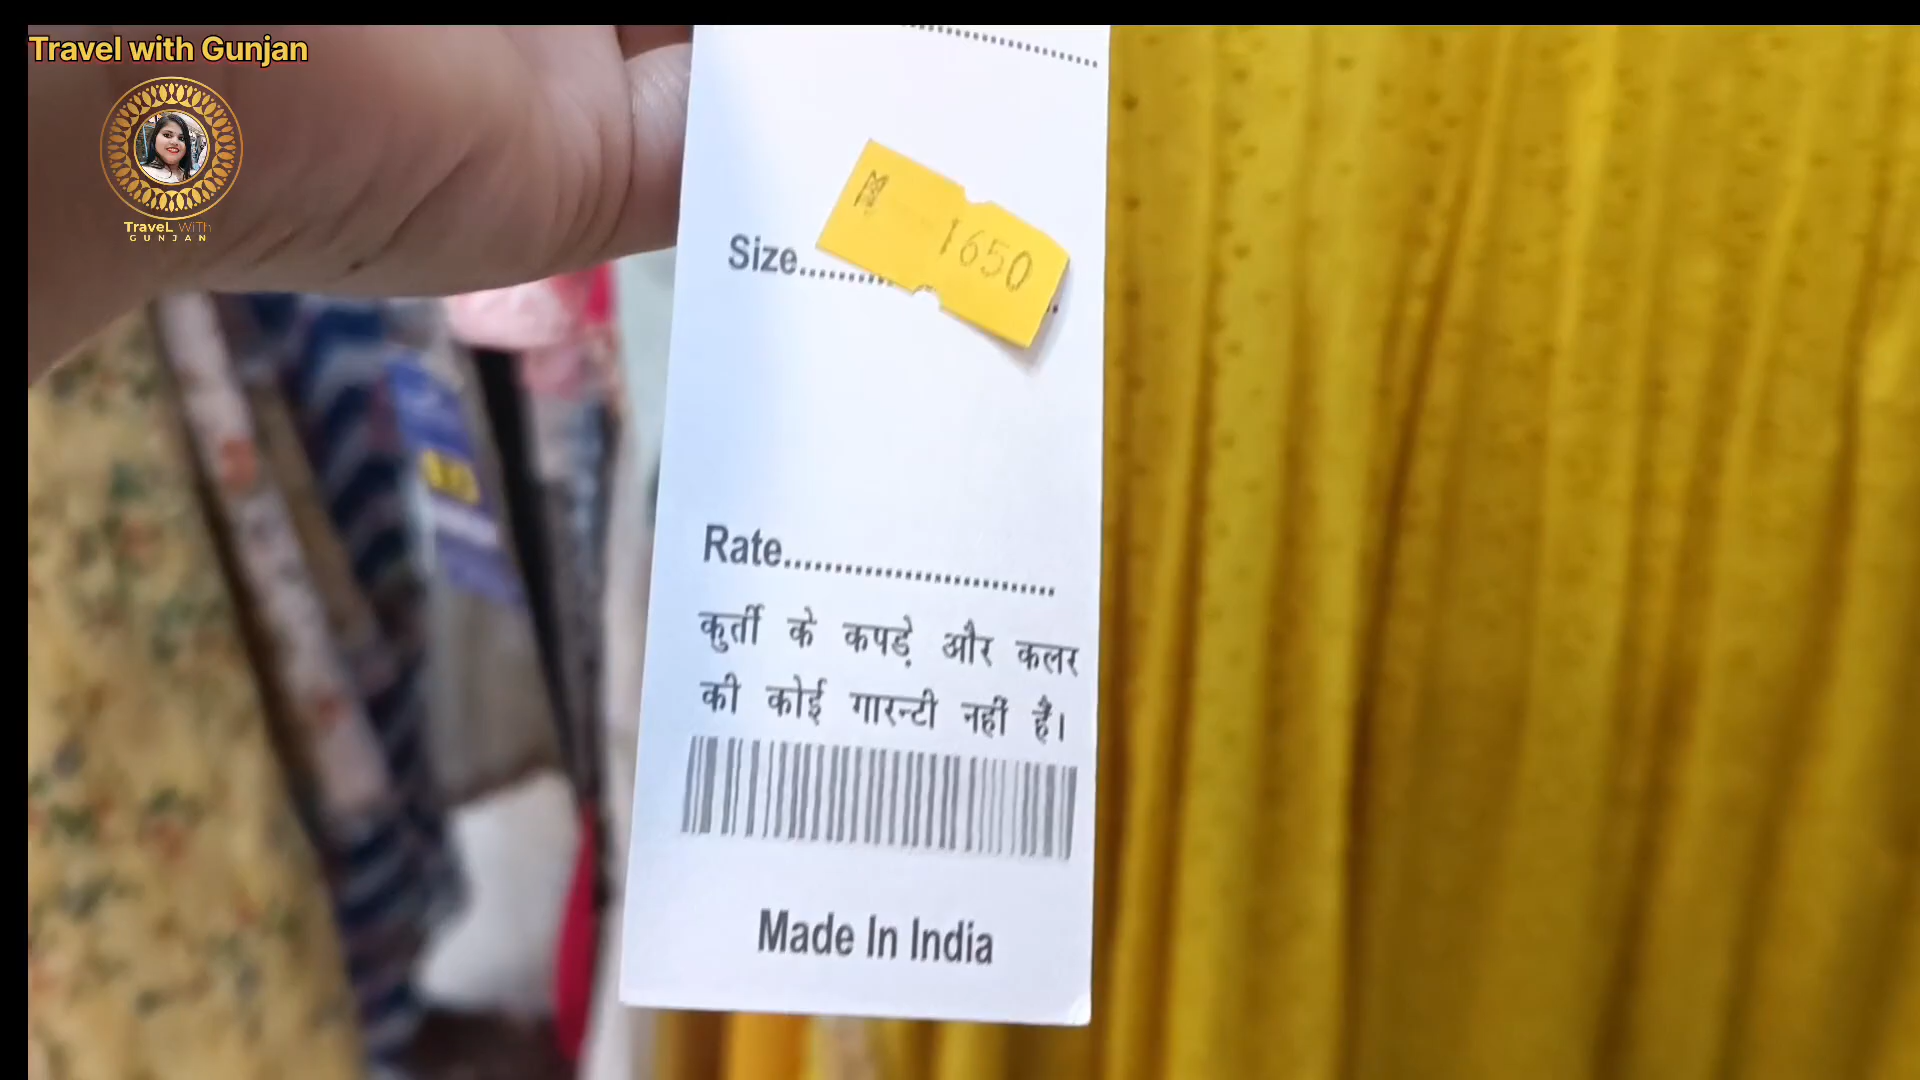 Travel with Gunjan
TraveL WiTh
GUNJAN
M
1650
Size..................
Rate...........................
कुर्ती के कपड़े और कलर
की कोई गारन्टी नहीं है।
Made In India